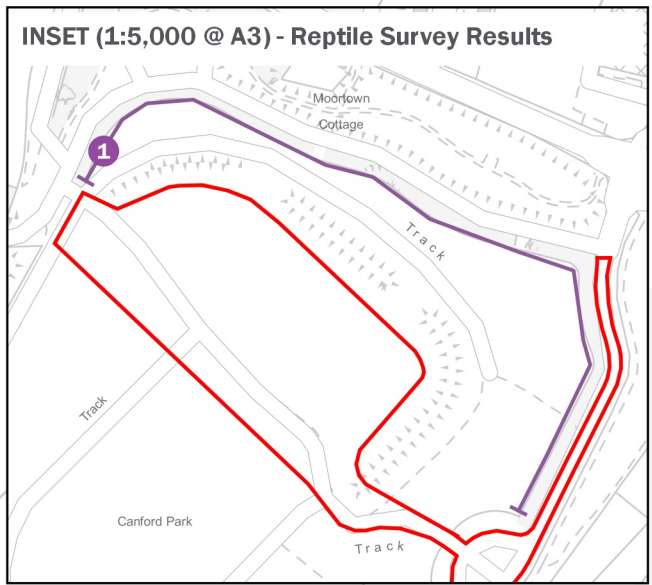 INSET (1:5,000 @ A3) - Reptile Survey Results
Moortown
Cottage
1
Track
Track
Canford Park
Track